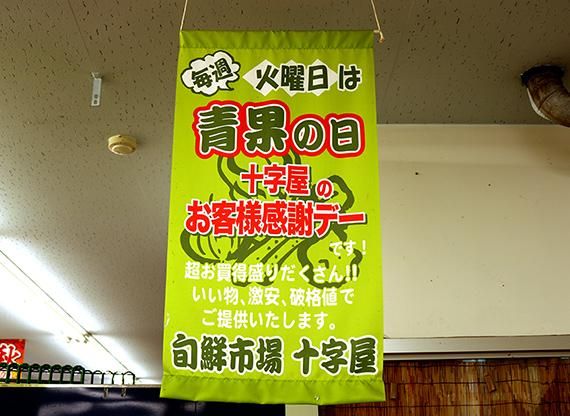 毎週 火曜日は
青果の日
十字屋の
お客様感謝デー
です!
超お買得盛りだくさん!!
いい物、激安、破格値で
ご提供いたします。
旬鮮市場 十字屋